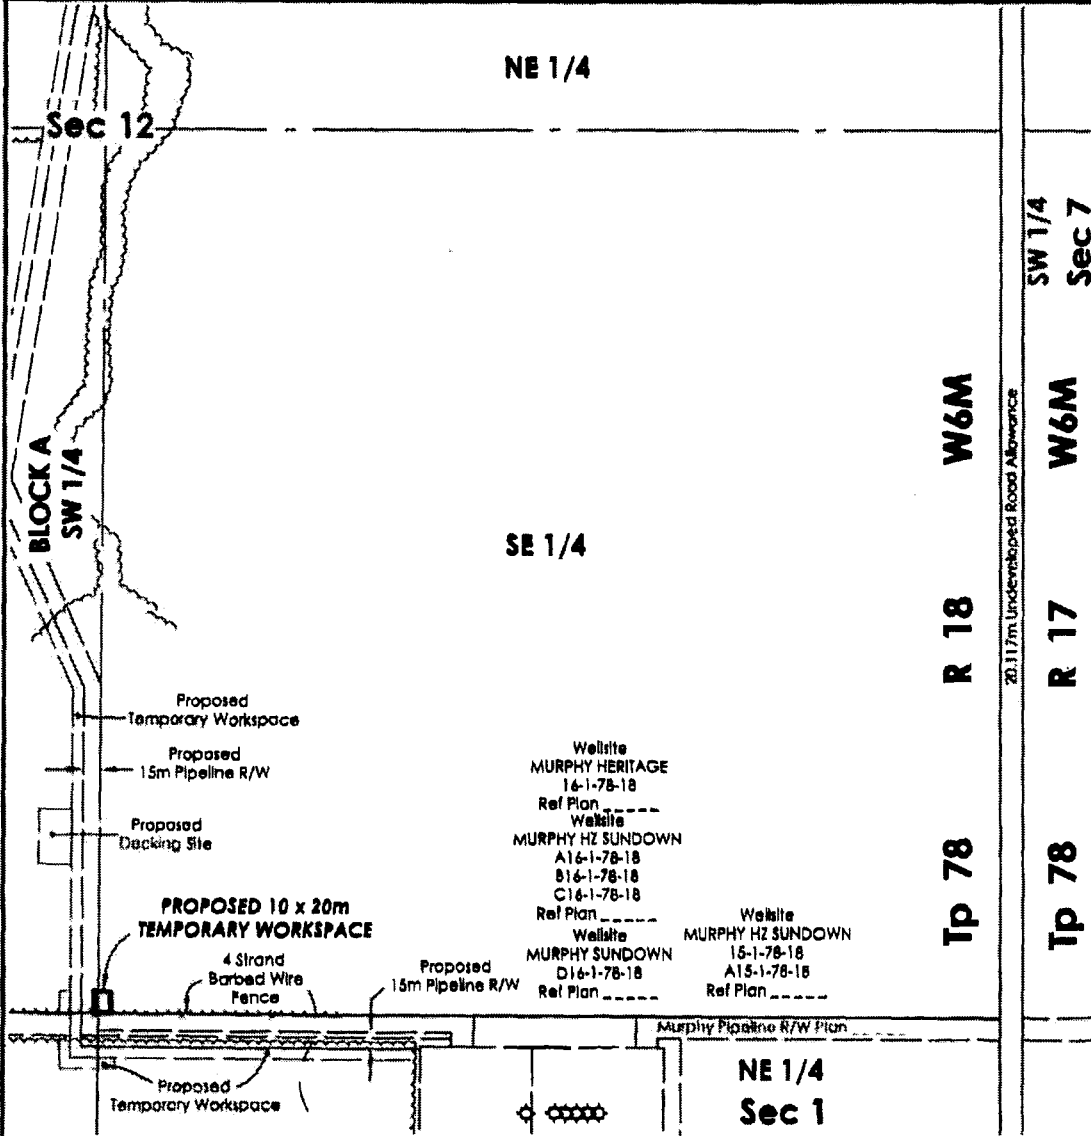 NE 1/4
Sec 12
SW 1/4
Sec 7
W6M
W6M
BLOCK A
SW 1/4
20.117m Undeveloped Road Allowance
SE 1/4
R 18
R 17
Proposed
Temporary Workspace
Proposed
15m Pipeline R/W
Proposed
Decking Site
Wellsite
MURPHY HERITAGE
16-1-78-18
Ref Plan _____
Wellsite
MURPHY HZ SUNDOWN
A16-1-78-18
B16-1-78-18
C16-1-78-18
Ref Plan _____
Wellsite
MURPHY SUNDOWN
D16-1-78-18
Ref Plan _____
Wellsite
MURPHY HZ SUNDOWN
15-1-78-18
A15-1-78-18
Ref Plan _____
Tp 78
Tp 78
PROPOSED 10 x 20m
TEMPORARY WORKSPACE
4 Strand
Barbed Wire
Fence
Proposed
15m Pipeline R/W
Murphy Pipeline R/W Plan
Proposed
Temporary Workspace
NE 1/4
Sec 1